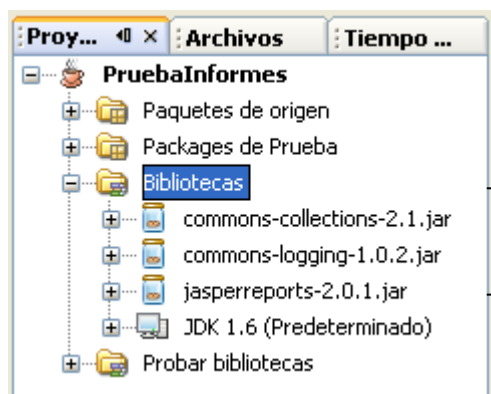 Proy... Archivos Tiempo ...
PruebaInformes
Paquetes de origen
Packages de Prueba
Bibliotecas
commons-collections-2.1.jar
commons-logging-1.0.2.jar
jasperreports-2.0.1.jar
JDK 1.6 (Predeterminado)
Probar bibliotecas